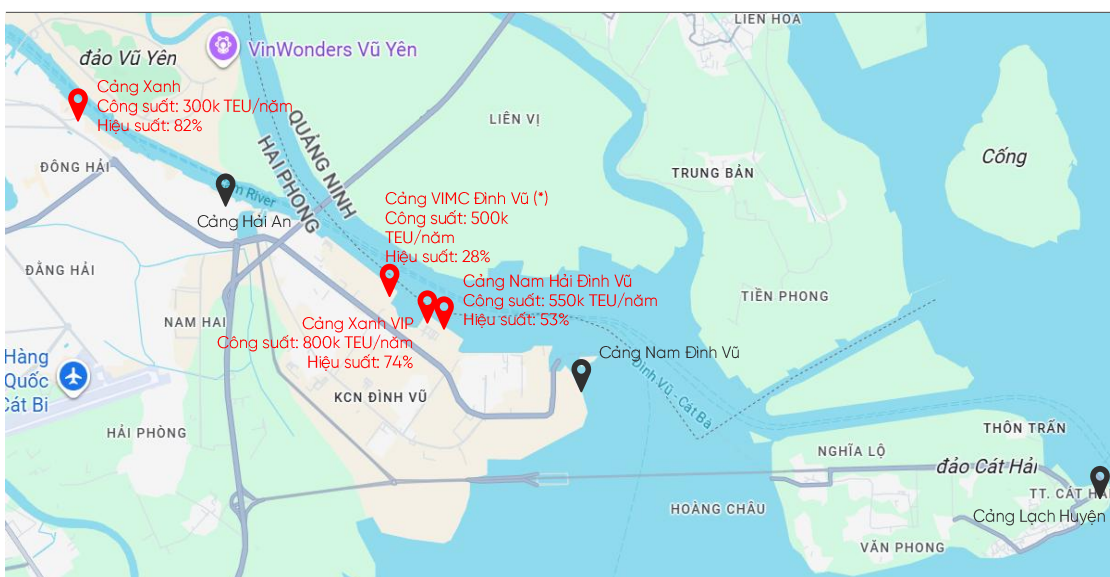 LIÊN HÒA
đảo Vũ Yên
VinWonders Vũ Yên
Cảng Xanh
Công suất: 300k TEU/năm
Hiệu suất: 82%
QUẢNG NINH
HẢI PHÒNG
LIÊN VỊ
ĐÔNG HẢI
TRUNG BẢN
Cống
River
Cảng Hải An
Cảng VIMC Đình Vũ (*)
Công suất: 500k
TEU/năm
Hiệu suất: 28%
ĐẰNG HẢI
Cảng Nam Hải Đình Vũ
Công suất: 550k TEU/năm
Hiệu suất: 53%
TIỀN PHONG
NAM HAI
Cảng Xanh VIP
Công suất: 800k TEU/năm
Hiệu suất: 74%
Hàng
Quốc
Cát Bi
Cảng Nam Đình Vũ
Đình Vũ - Cát Bà
KCN ĐÌNH VŨ
HẢI PHÒNG
THÔN TRẤN
NGHĨA LỘ
đảo Cát Hải
TT. CÁT HẢI
HOÀNG CHÂU
Cảng Lạch Huyện
VĂN PHONG